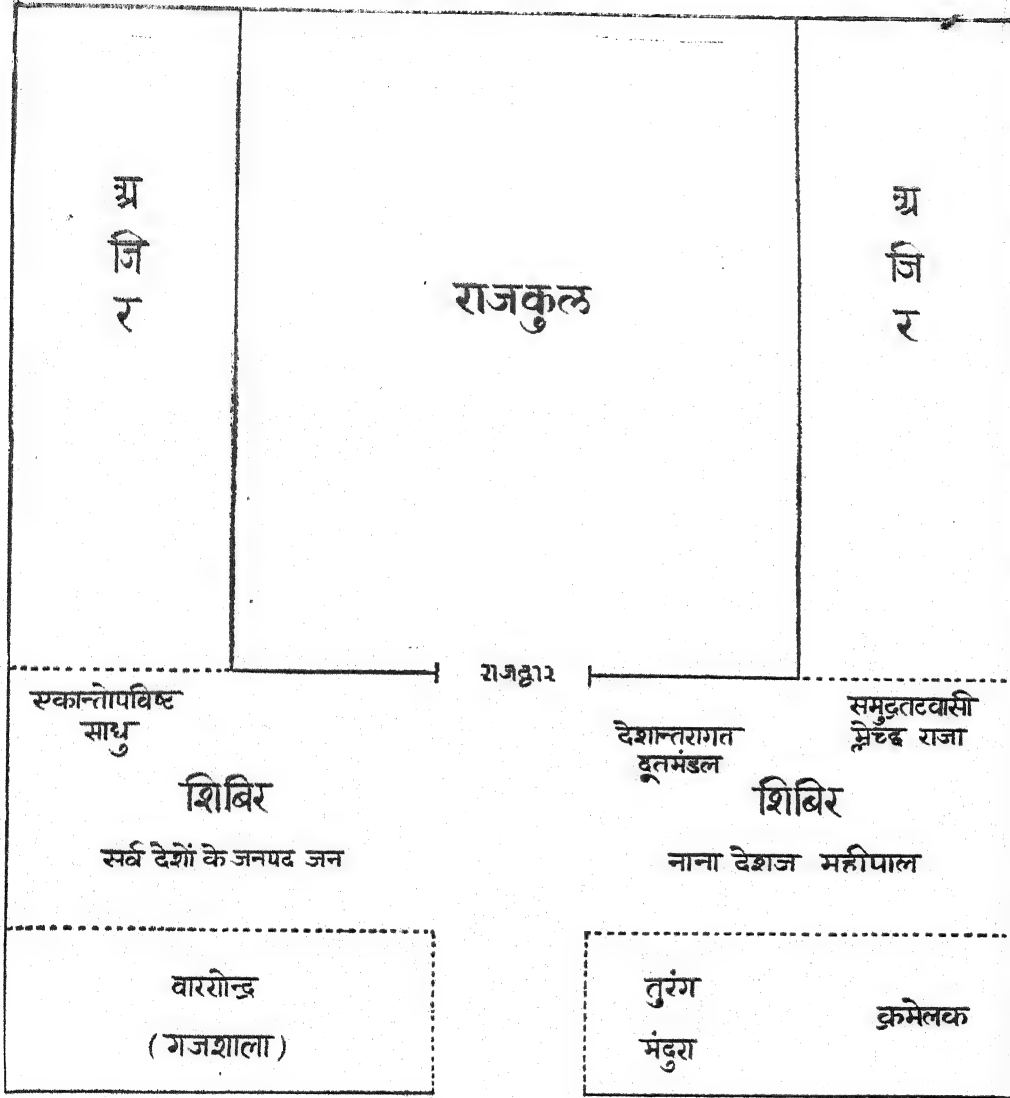 अ
जि
र
राजकुल
अ
जि
र
राजद्वार
एकान्तोपविष्ट
साधु
शिबिर
सर्व देशों के जनपद जन
देशान्तरागत
दूतमंडल
समुद्रतटवासी
म्लेच्छ राजा
शिबिर
नाना देशज महीपाल
वारणेन्द्र
(गजशाला)
तुरंग
मंदुरा
क्रमेलक